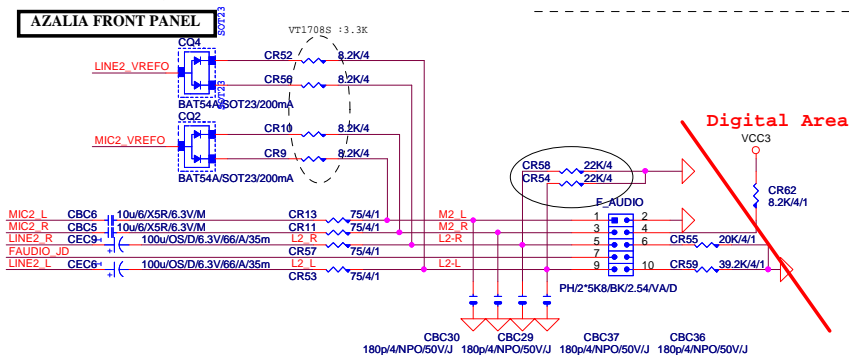 AZALIA FRONT PANEL
SOT23
VT1708S :3.3K
CQ4
CR52 8.2K/4
LINE2_VREFO
CR56 8.2K/4
SOT23
BAT54A/SOT23/200mA
Digital Area
CQ2
CR10 8.2K/4
VCC3
MIC2_VREFO
CR9 8.2K/4
CR58 22K/4
BAT54A/SOT23/200mA
CR54 22K/4
CR62
8.2K/4/1
F_AUDIO
MIC2_L CBC6 10u/6/X5R/6.3V/M CR13 75/4/1 M2_L 1 2
MIC2_R CBC5 10u/6/X5R/6.3V/M CR11 75/4/1 M2_R 3 4
LINE2_R CEC9 100u/OS/D/6.3V/66/A/35m L2_R 75/4/1 L2-R 5 6 CR55 20K/4/1
FAUDIO_JD CR57 75/4/1 7
LINE2_L CEC6 100u/OS/D/6.3V/66/A/35m L2_L L2-L 9 10 CR59 39.2K/4/1
CR53 75/4/1
PH/2*5K8/BK/2.54/VA/D
CBC30 CBC29 CBC37 CBC36
180p/4/NPO/50V/J 180p/4/NPO/50V/J 180p/4/NPO/50V/J 180p/4/NPO/50V/J